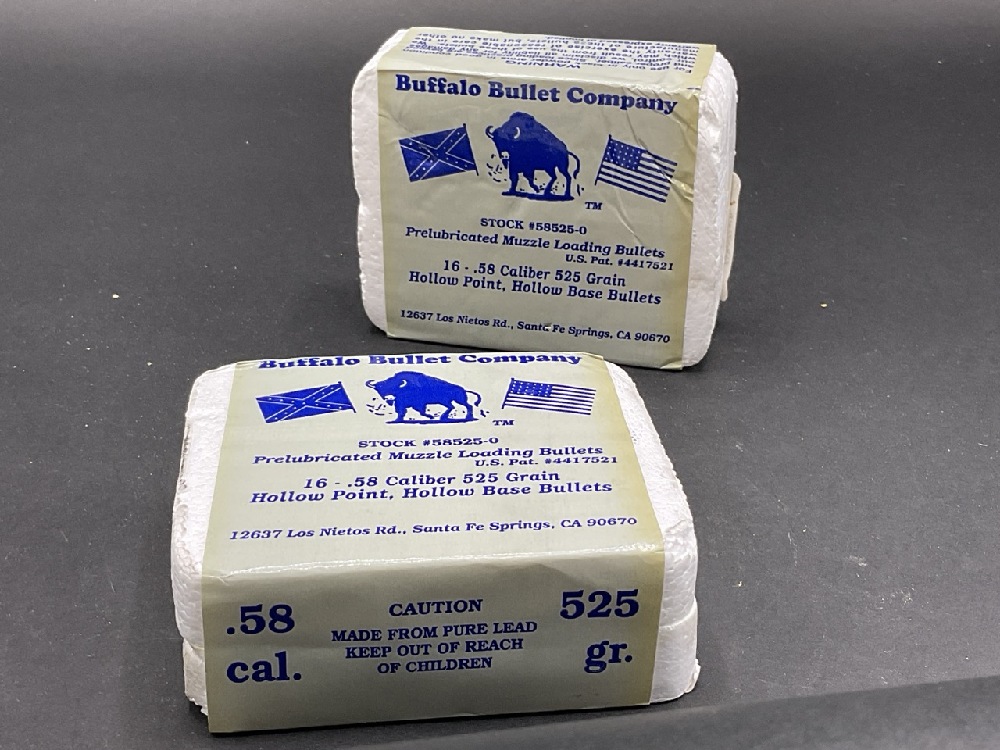 WARNING
Buffalo Bullet Company
TM
STOCK #58525-0
Prelubricated Muzzle Loading Bullets
U.S. Pat. #4417521
16 - .58 Caliber 525 Grain
Hollow Point, Hollow Base Bullets
12637 Los Nietos Rd., Santa Fe Springs, CA 90670
Buffalo Bullet Company
TM
STOCK #58525-0
Prelubricated Muzzle Loading Bullets
U.S. Pat. #4417521
16 - .58 Caliber 525 Grain
Hollow Point, Hollow Base Bullets
12637 Los Nietos Rd., Santa Fe Springs, CA 90670
.58 cal.
CAUTION
MADE FROM PURE LEAD
KEEP OUT OF REACH
OF CHILDREN
525 gr.